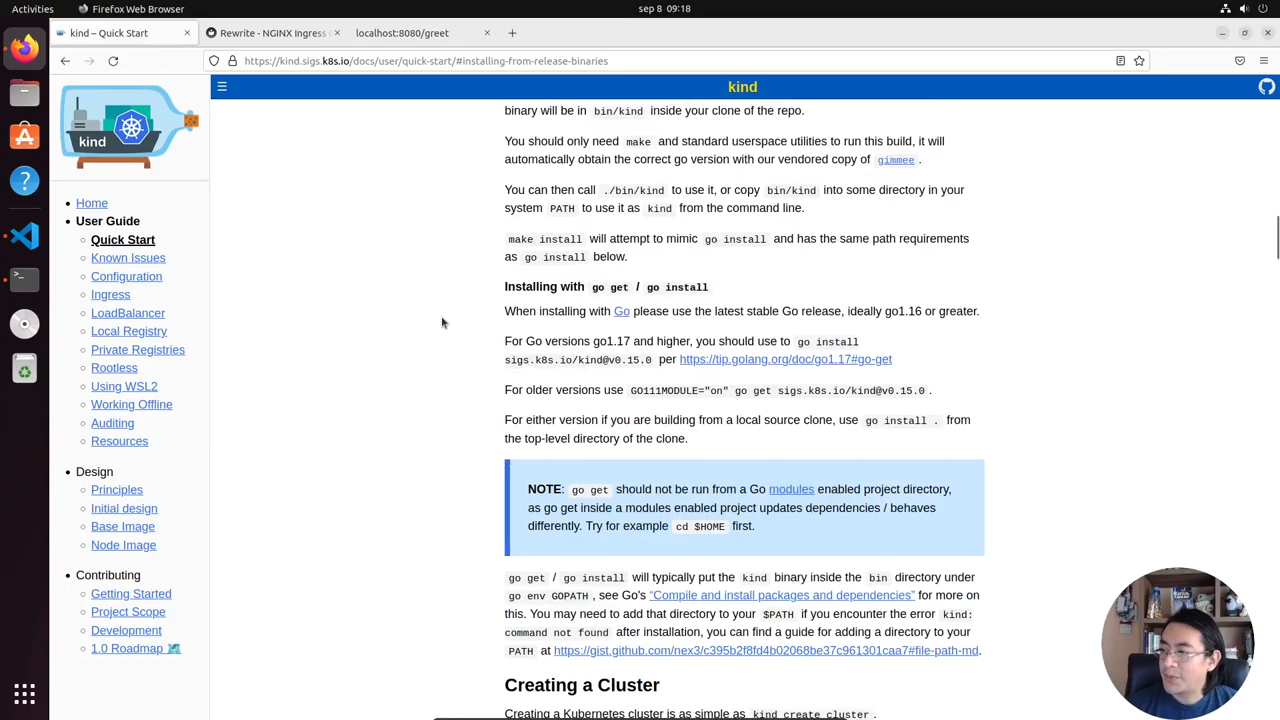 Activities
Firefox Web Browser
sep 8 09:18
kind – Quick Start
Rewrite - NGINX Ingress
localhost:8080/greet
https://kind.sigs.k8s.io/docs/user/quick-start/#installing-from-release-binaries
kind
kind
Home
User Guide
Quick Start
Known Issues
Configuration
Ingress
LoadBalancer
Local Registry
Private Registries
Rootless
Using WSL2
Working Offline
Auditing
Resources
Design
Principles
Initial design
Base Image
Node Image
Contributing
Getting Started
Project Scope
Development
1.0 Roadmap 🗺️
binary will be in bin/kind inside your clone of the repo.
You should only need make and standard userspace utilities to run this build, it will
automatically obtain the correct go version with our vendored copy of gimmee .
You can then call ./bin/kind to use it, or copy bin/kind into some directory in your
system PATH to use it as kind from the command line.
make install will attempt to mimic go install and has the same path requirements
as go install below.
Installing with go get / go install
When installing with Go please use the latest stable Go release, ideally go1.16 or greater.
For Go versions go1.17 and higher, you should use to go install
sigs.k8s.io/kind@v0.15.0 per https://tip.golang.org/doc/go1.17#go-get
For older versions use GO111MODULE="on" go get sigs.k8s.io/kind@v0.15.0 .
For either version if you are building from a local source clone, use go install . from
the top-level directory of the clone.
NOTE: go get should not be run from a Go modules enabled project directory,
as go get inside a modules enabled project updates dependencies / behaves
differently. Try for example cd $HOME first.
go get / go install will typically put the kind binary inside the bin directory under
go env GOPATH , see Go's “Compile and install packages and dependencies” for more on
this. You may need to add that directory to your $PATH if you encounter the error kind:
command not found after installation, you can find a guide for adding a directory to your
PATH at https://gist.github.com/nex3/c395b2f8fd4b02068be37c961301caa7#file-path-md.
Creating a Cluster
Creating a Kubernetes cluster is as simple as kind create cluster .